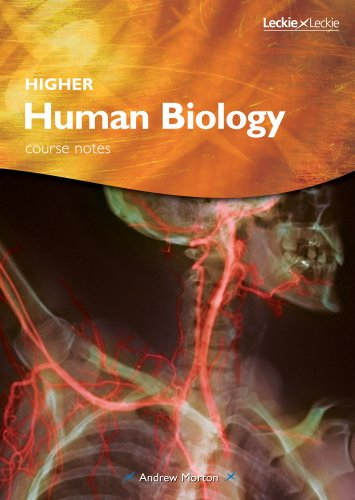 Leckie✕Leckie
HIGHER
Human Biology
course notes
Andrew Morton